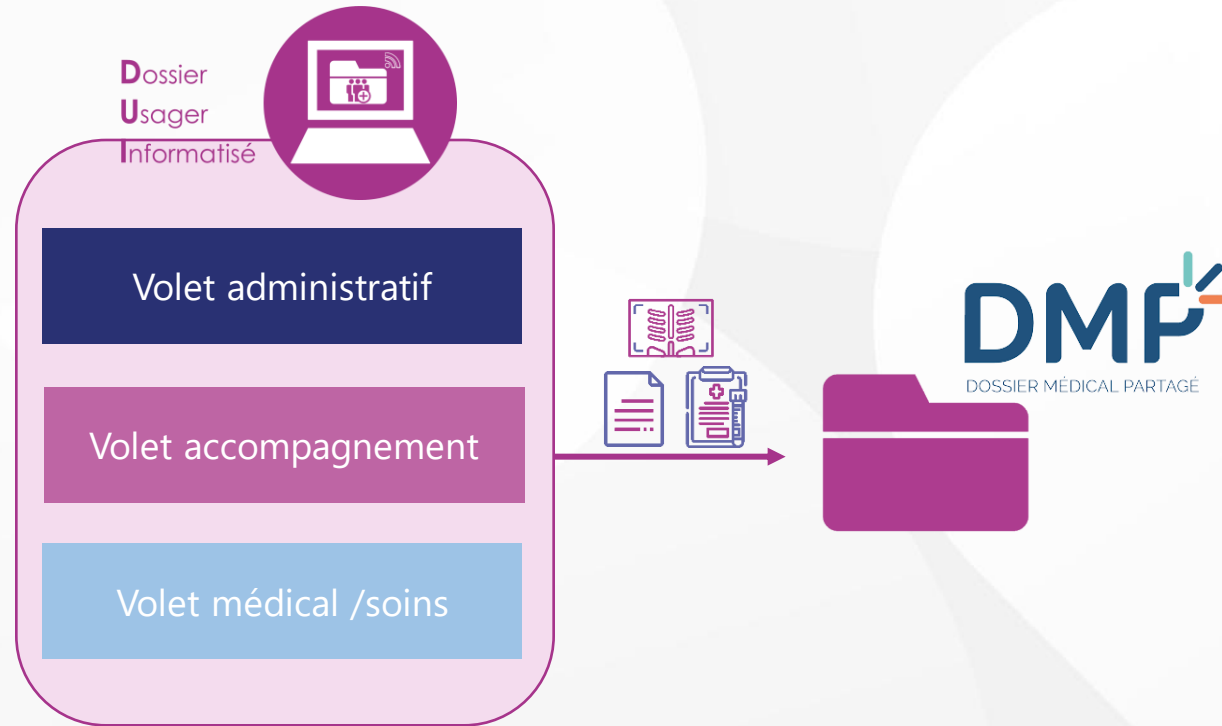 Dossier
Usager
Informatisé
Volet administratif
Volet accompagnement
Volet médical /soins
DMP
DOSSIER MÉDICAL PARTAGÉ